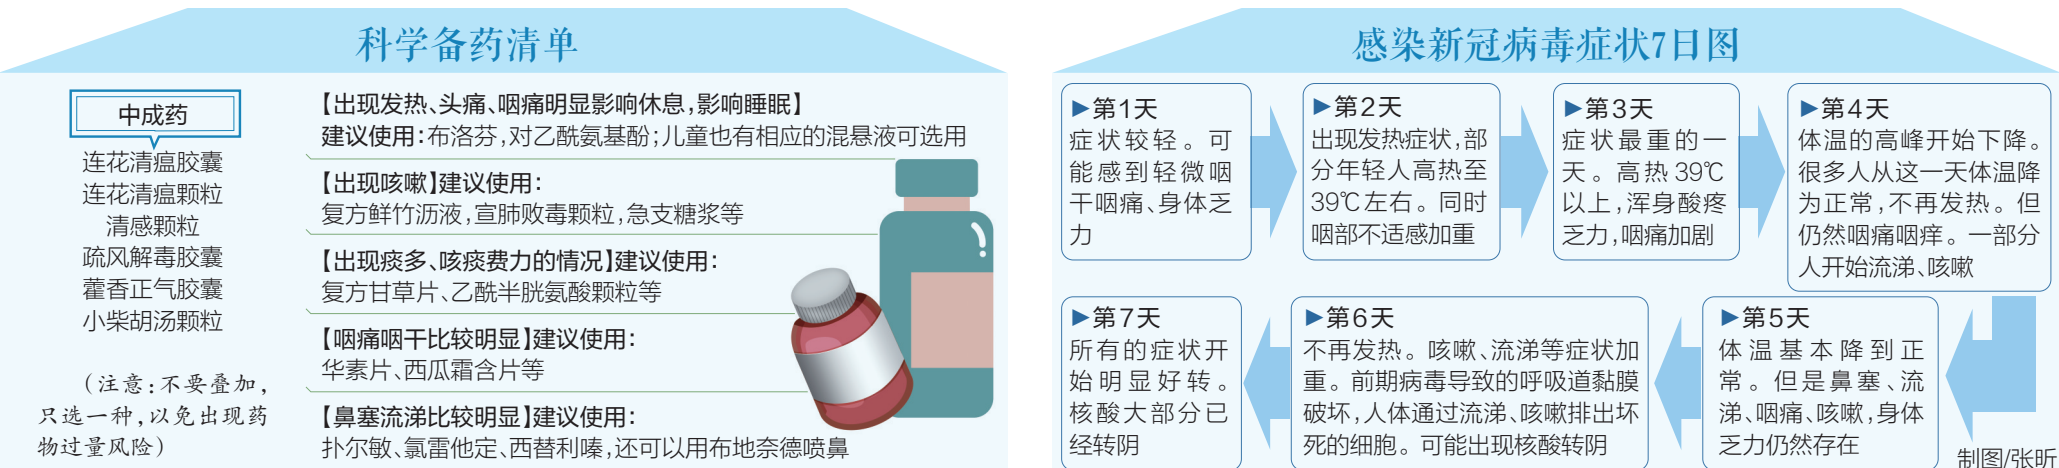 科学备药清单
中成药
连花清瘟胶囊
连花清瘟颗粒
清感颗粒
疏风解毒胶囊
藿香正气胶囊
小柴胡汤颗粒
（注意：不要叠加，
只选一种，以免出现药
物过量风险）
【出现发热、头痛、咽痛明显影响休息，影响睡眠】
建议使用：布洛芬，对乙酰氨基酚；儿童也有相应的混悬液可选用
【出现咳嗽】建议使用：
复方鲜竹沥液，宣肺败毒颗粒，急支糖浆等
【出现痰多、咳痰费力的情况】建议使用：
复方甘草片、乙酰半胱氨酸颗粒等
【咽痛咽干比较明显】建议使用：
华素片、西瓜霜含片等
【鼻塞流涕比较明显】建议使用：
扑尔敏、氯雷他定、西替利嗪，还可以用布地奈德喷鼻
感染新冠病毒症状7日图
▶第1天
症状较轻。可
能感到轻微咽
干咽痛、身体乏
力
▶第2天
出现发热症状，部
分年轻人高热至
39℃左右。同时
咽部不适感加重
▶第3天
症状最重的一
天。高热39℃
以上，浑身酸疼
乏力，咽痛加剧
▶第4天
体温的高峰开始下降。
很多人从这一天体温降
为正常，不再发热。但
仍然咽痛咽痒。一部分
人开始流涕、咳嗽
▶第5天
体温基本降到正
常。但是鼻塞、流
涕、咽痛、咳嗽，身体
乏力仍然存在
▶第6天
不再发热。咳嗽、流涕等症状加
重。前期病毒导致的呼吸道黏膜
破坏，人体通过流涕、咳嗽排出坏
死的细胞。可能出现核酸转阴
▶第7天
所有的症状开
始明显好转。
核酸大部分已
经转阴
制图/张昕